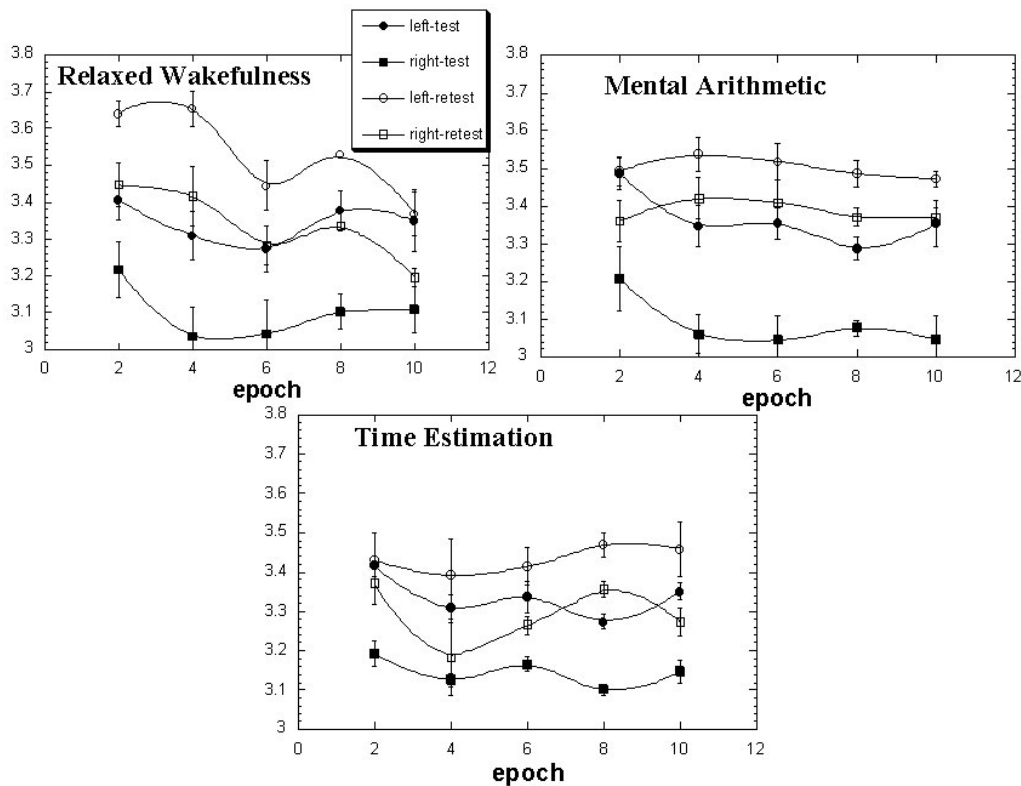 left-test
right-test
left-retest
right-retest
Relaxed Wakefulness
3.8
3.7
3.6
3.5
3.4
3.3
3.2
3.1
3
0 2 4 6 8 10 12
epoch
Mental Arithmetic
3.8
3.7
3.6
3.5
3.4
3.3
3.2
3.1
3
0 2 4 6 8 10 12
epoch
Time Estimation
3.8
3.7
3.6
3.5
3.4
3.3
3.2
3.1
3
0 2 4 6 8 10 12
epoch